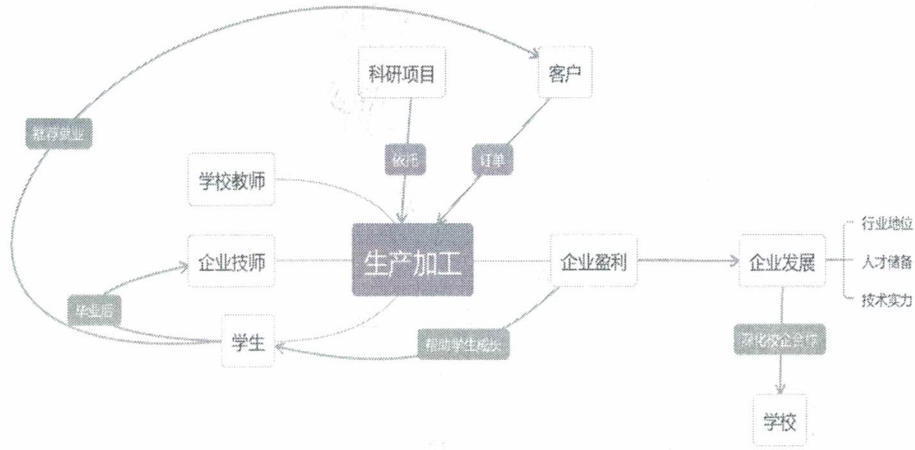 科研项目
客户
推荐就业
依托
订单
学校教师
行业地位
生产加工
企业技师
企业盈利
企业发展
人才储备
技术实力
毕业后
学生
帮助学生成长
深化校企合作
学校